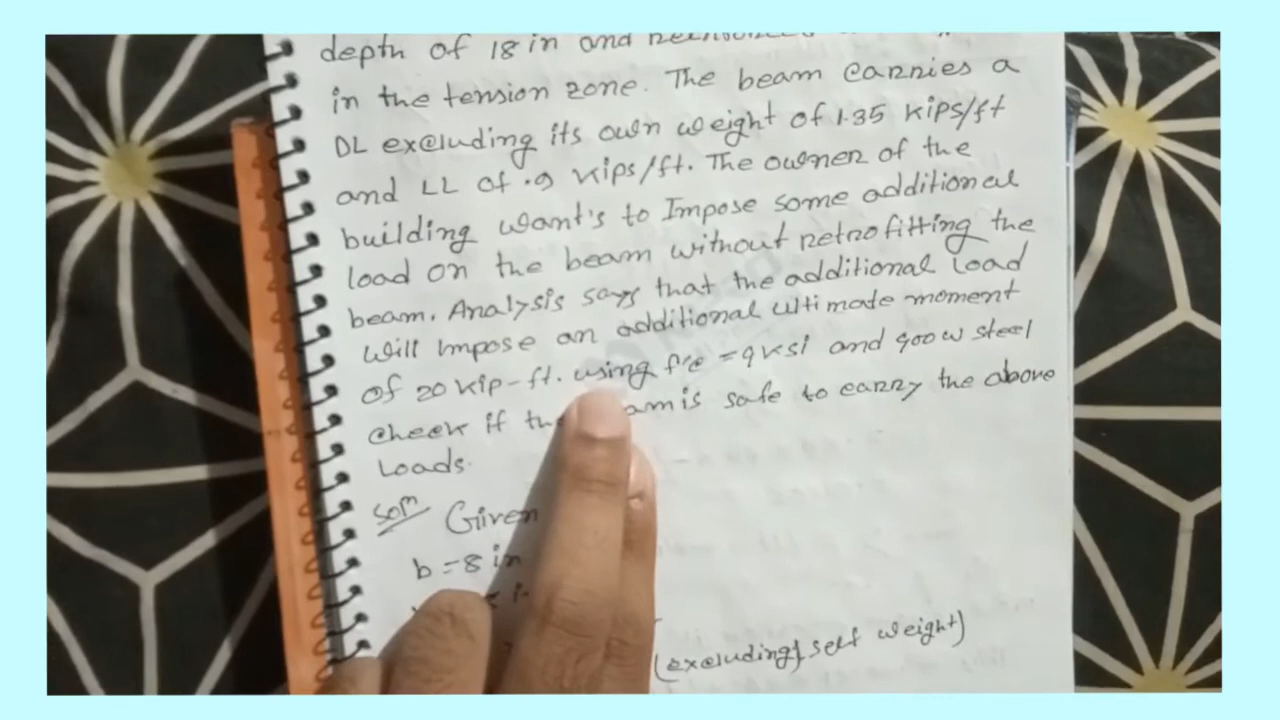 depth of 18 in and
in the tension zone. The beam carries a
DL excluding its own weight of 1.35 kips/ft
and LL of .9 kips/ft. The owner of the
building want's to Impose some additional
load on the beam without retrofitting the
beam. Analysis says that the additional Load
will Impose an additional ultimate moment
of 20 kip-ft. using f'c = 4 ksi and 400 w steel
check if the is safe to carry the above
Loads.
Soln Given
b = 8 in
(excluding self weight)